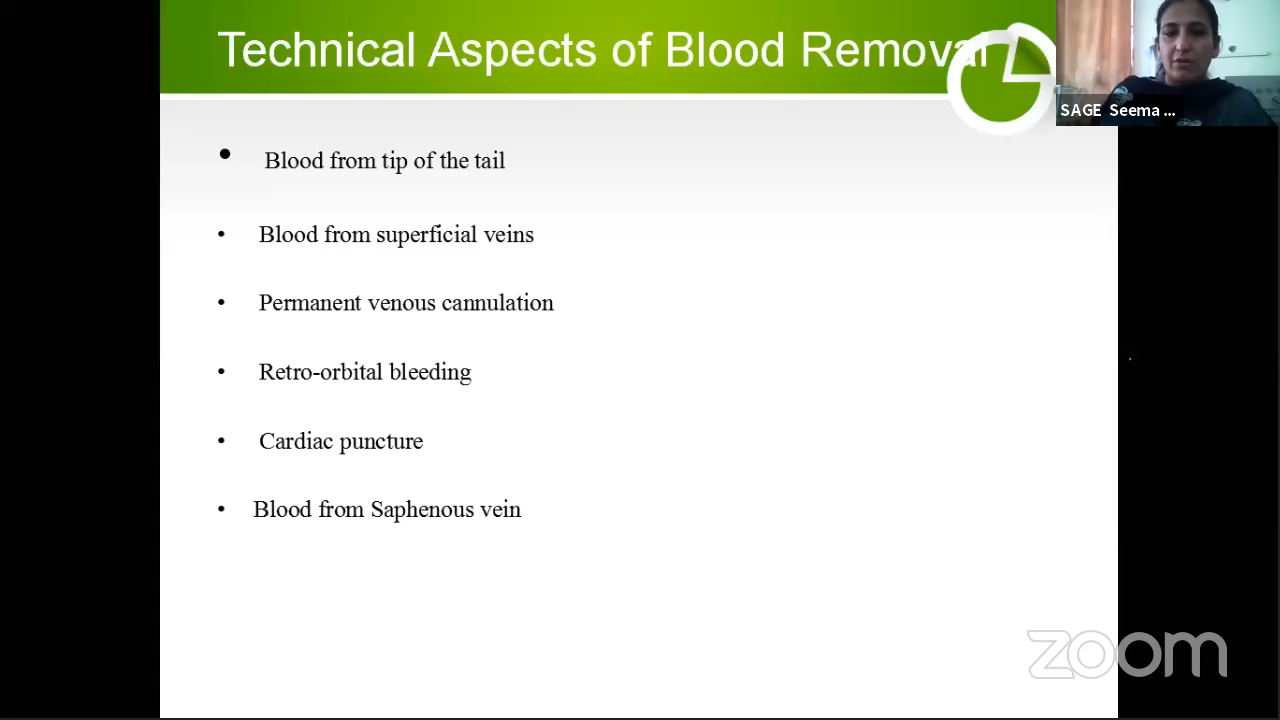 Technical Aspects of Blood Removal
SAGE Seema ...
• Blood from tip of the tail
• Blood from superficial veins
• Permanent venous cannulation
• Retro-orbital bleeding
• Cardiac puncture
• Blood from Saphenous vein
zoom